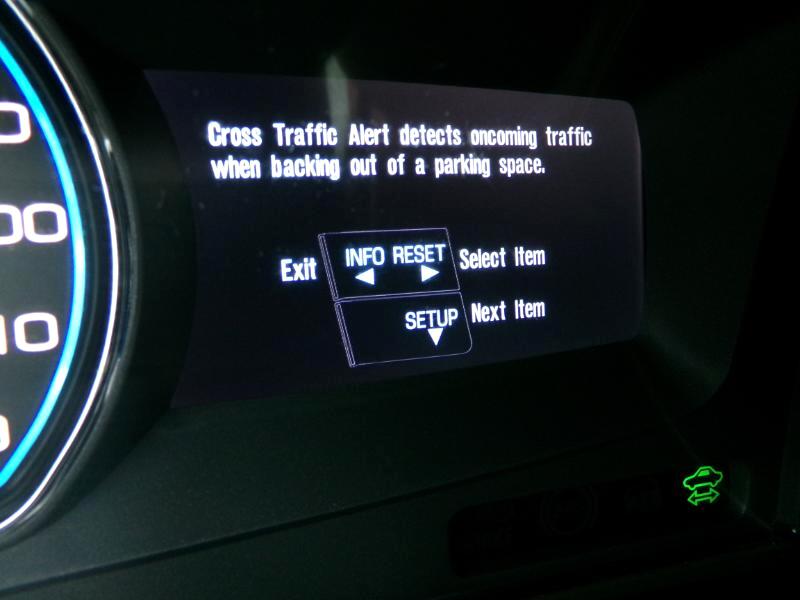 Cross Traffic Alert detects oncoming traffic
when backing out of a parking space.
Exit INFO RESET Select Item
SETUP Next Item